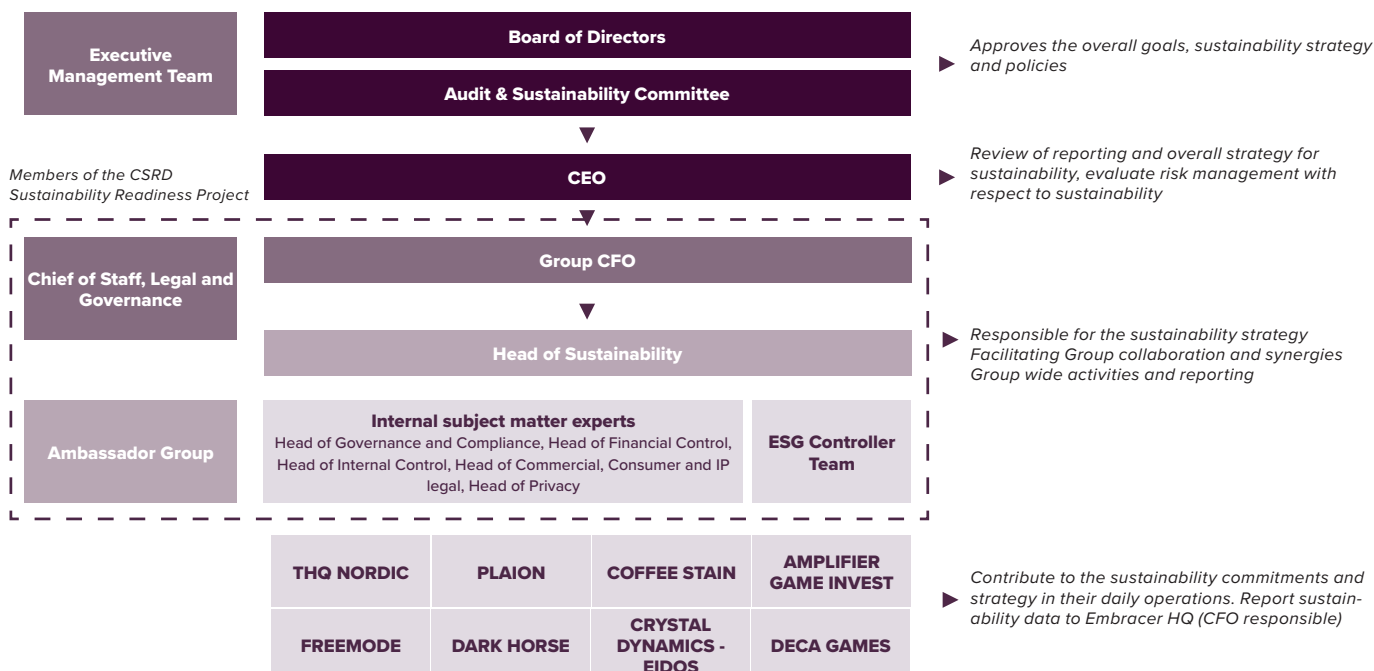 Executive
Management Team
Board of Directors
Audit & Sustainability Committee
Approves the overall goals, sustainability strategy
and policies
CEO
Review of reporting and overall strategy for
sustainability, evaluate risk management with
respect to sustainability
Members of the CSRD
Sustainability Readiness Project
Chief of Staff, Legal and
Governance
Group CFO
Head of Sustainability
Responsible for the sustainability strategy
Facilitating Group collaboration and synergies
Group wide activities and reporting
Ambassador Group
Internal subject matter experts
Head of Governance and Compliance, Head of Financial Control,
Head of Internal Control, Head of Commercial, Consumer and IP
legal, Head of Privacy
ESG Controller
Team
THQ NORDIC
PLAION
COFFEE STAIN
AMPLIFIER
GAME INVEST
FREEMODE
DARK HORSE
CRYSTAL
DYNAMICS -
EIDOS
DECA GAMES
Contribute to the sustainability commitments and
strategy in their daily operations. Report sustain-
ability data to Embracer HQ (CFO responsible)